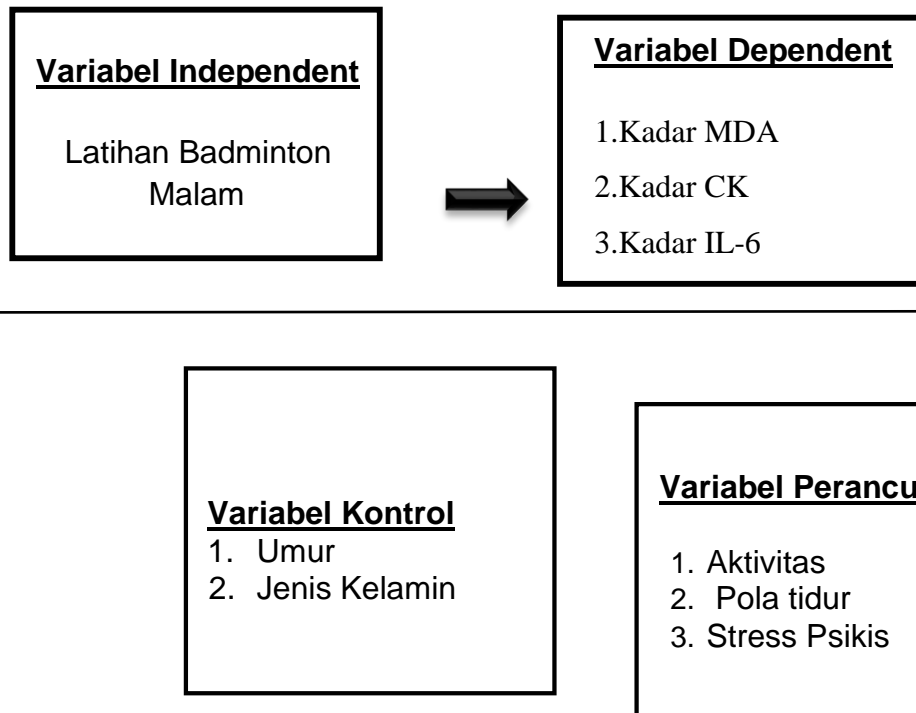 Variabel Independent
Latihan Badminton
Malam
Variabel Dependent
1.Kadar MDA
2.Kadar CK
3.Kadar IL-6
Variabel Kontrol
1. Umur
2. Jenis Kelamin
Variabel Perancu
1. Aktivitas
2. Pola tidur
3. Stress Psikis